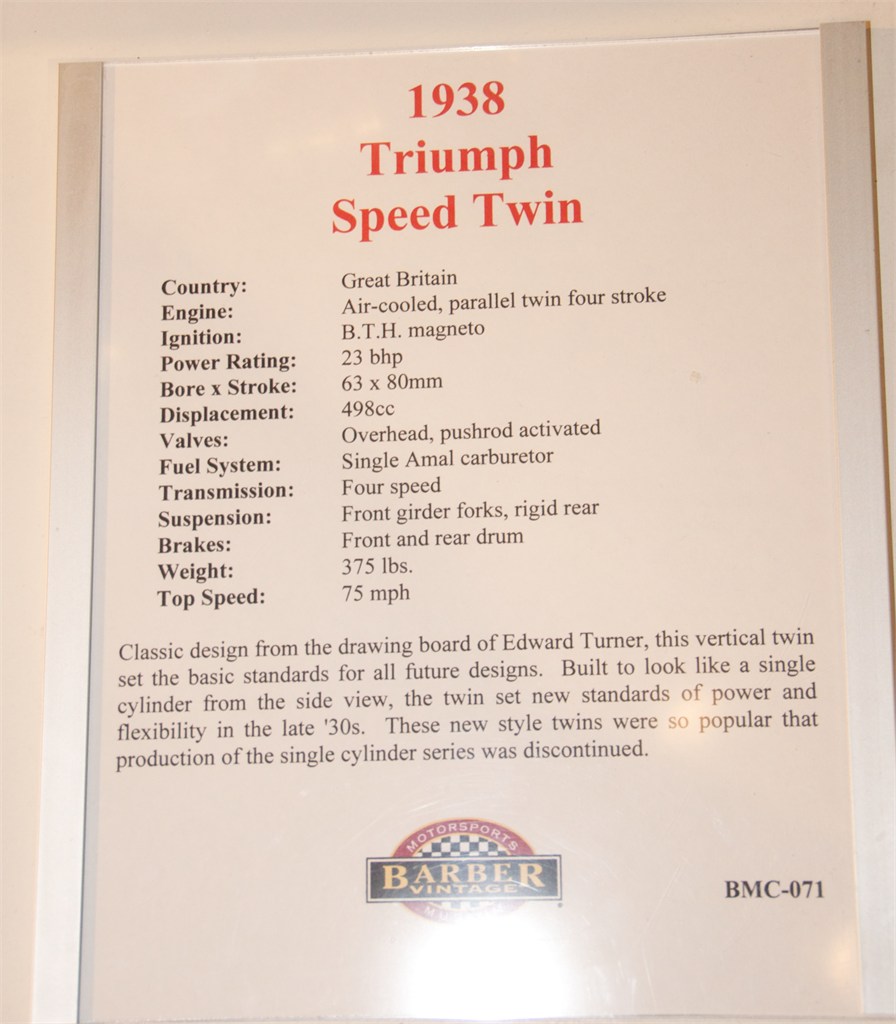 1938
Triumph
Speed Twin
Country: Great Britain
Engine: Air-cooled, parallel twin four stroke
Ignition: B.T.H. magneto
Power Rating: 23 bhp
Bore x Stroke: 63 x 80mm
Displacement: 498cc
Valves: Overhead, pushrod activated
Fuel System: Single Amal carburetor
Transmission: Four speed
Suspension: Front girder forks, rigid rear
Brakes: Front and rear drum
Weight: 375 lbs.
Top Speed: 75 mph
Classic design from the drawing board of Edward Turner, this vertical twin
set the basic standards for all future designs. Built to look like a single
cylinder from the side view, the twin set new standards of power and
flexibility in the late '30s. These new style twins were so popular that
production of the single cylinder series was discontinued.
MOTORSPORTS
BARBER
VINTAGE
BMC-071